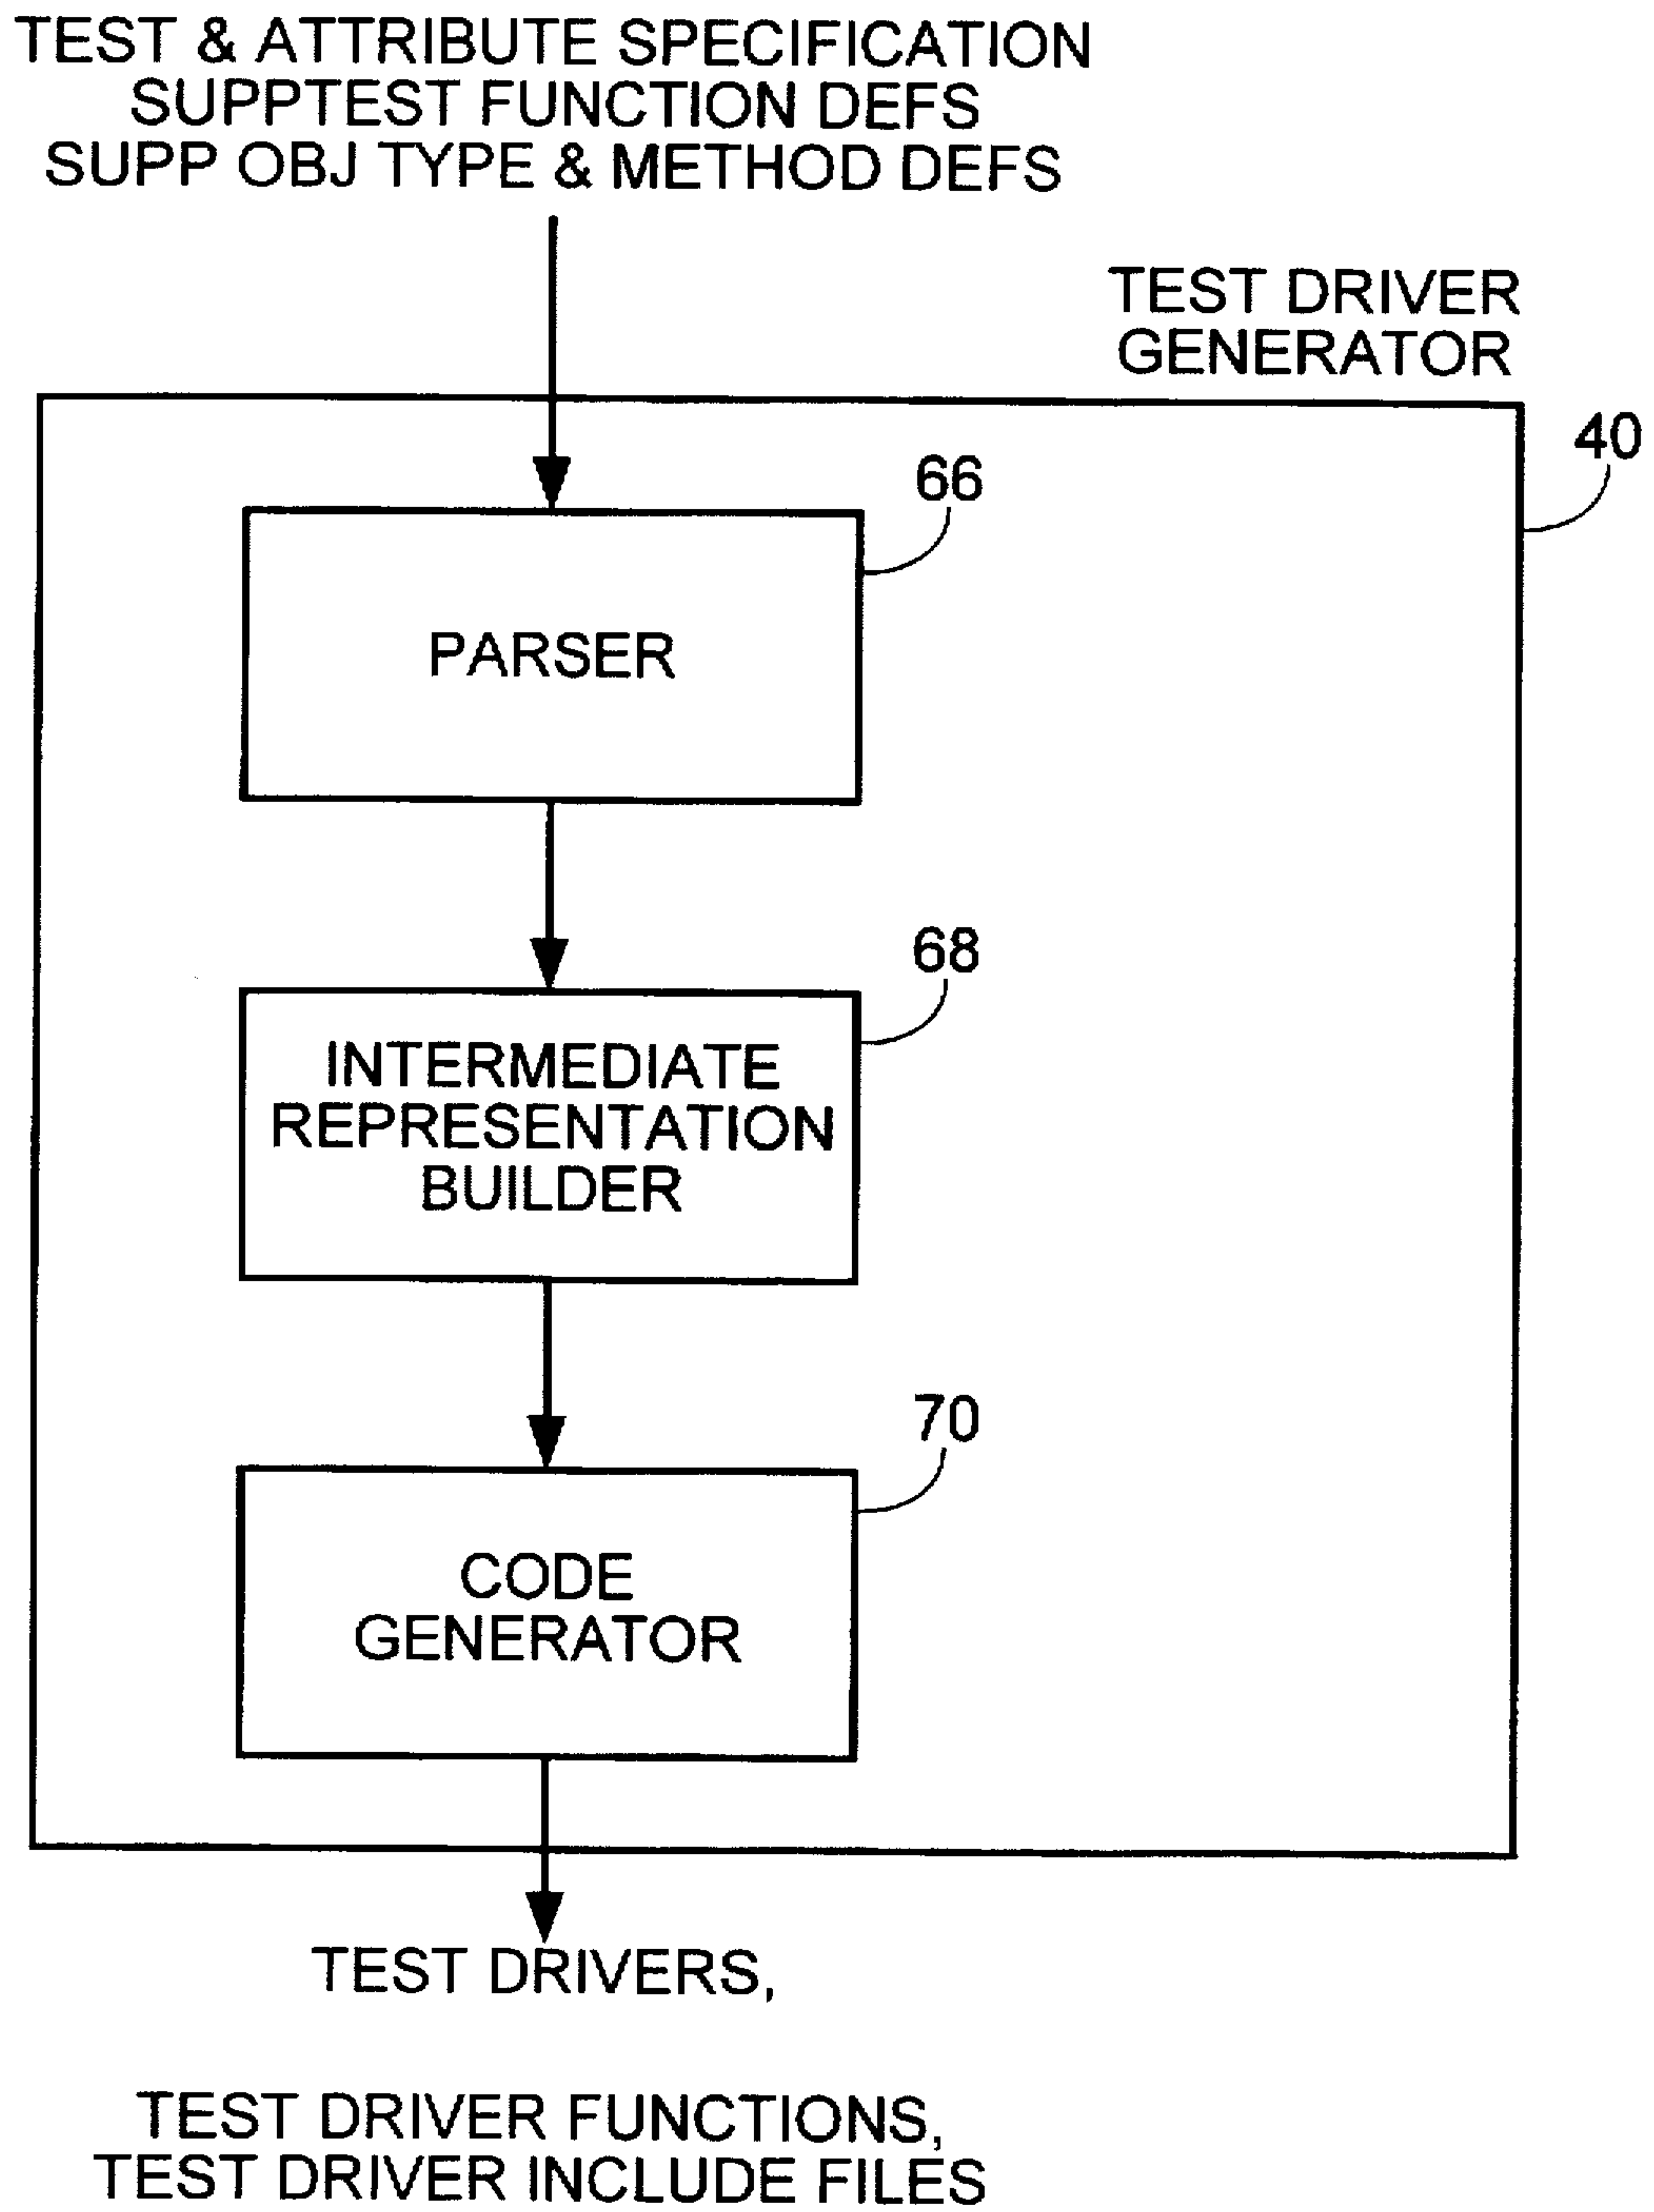 TEST & ATTRIBUTE SPECIFICATION
SUPPTEST FUNCTION DEFS
SUPP OBJ TYPE & METHOD DEFS
TEST DRIVER
GENERATOR
40
66
PARSER
68
INTERMEDIATE
REPRESENTATION
BUILDER
70
CODE
GENERATOR
TEST DRIVERS,
TEST DRIVER FUNCTIONS,
TEST DRIVER INCLUDE FILES